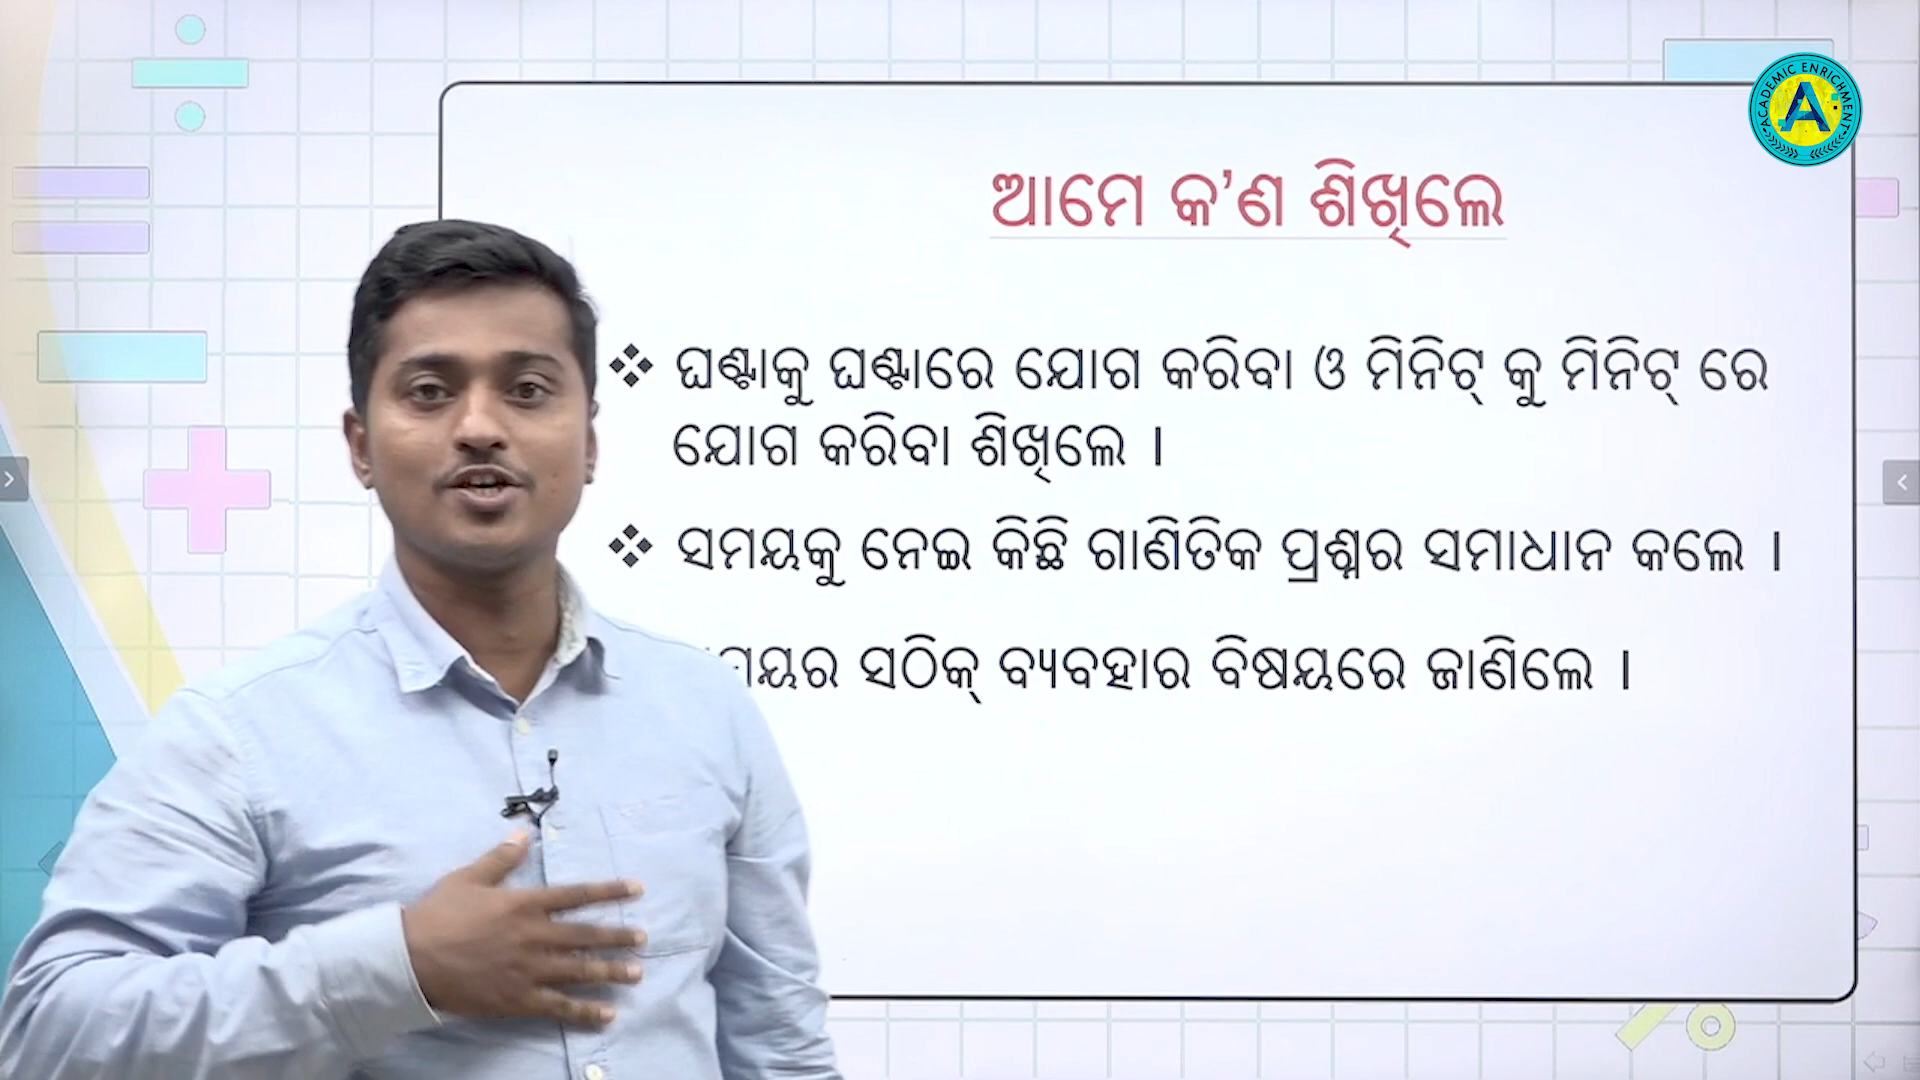 ACADEMIC ENRICHMENT
A
ଆମେ କ’ଣ ଶିଖିଲେ
❖ ଘଣ୍ଟାକୁ ଘଣ୍ଟାରେ ଯୋଗ କରିବା ଓ ମିନିଟ୍ କୁ ମିନିଟ୍ ରେ
ଯୋଗ କରିବା ଶିଖିଲେ ।
❖ ସମୟକୁ ନେଇ କିଛି ଗାଣିତିକ ପ୍ରଶ୍ନର ସମାଧାନ କଲେ ।
ସଠିକ୍ ବ୍ୟବହାର ବିଷୟରେ ଜାଣିଲେ ।